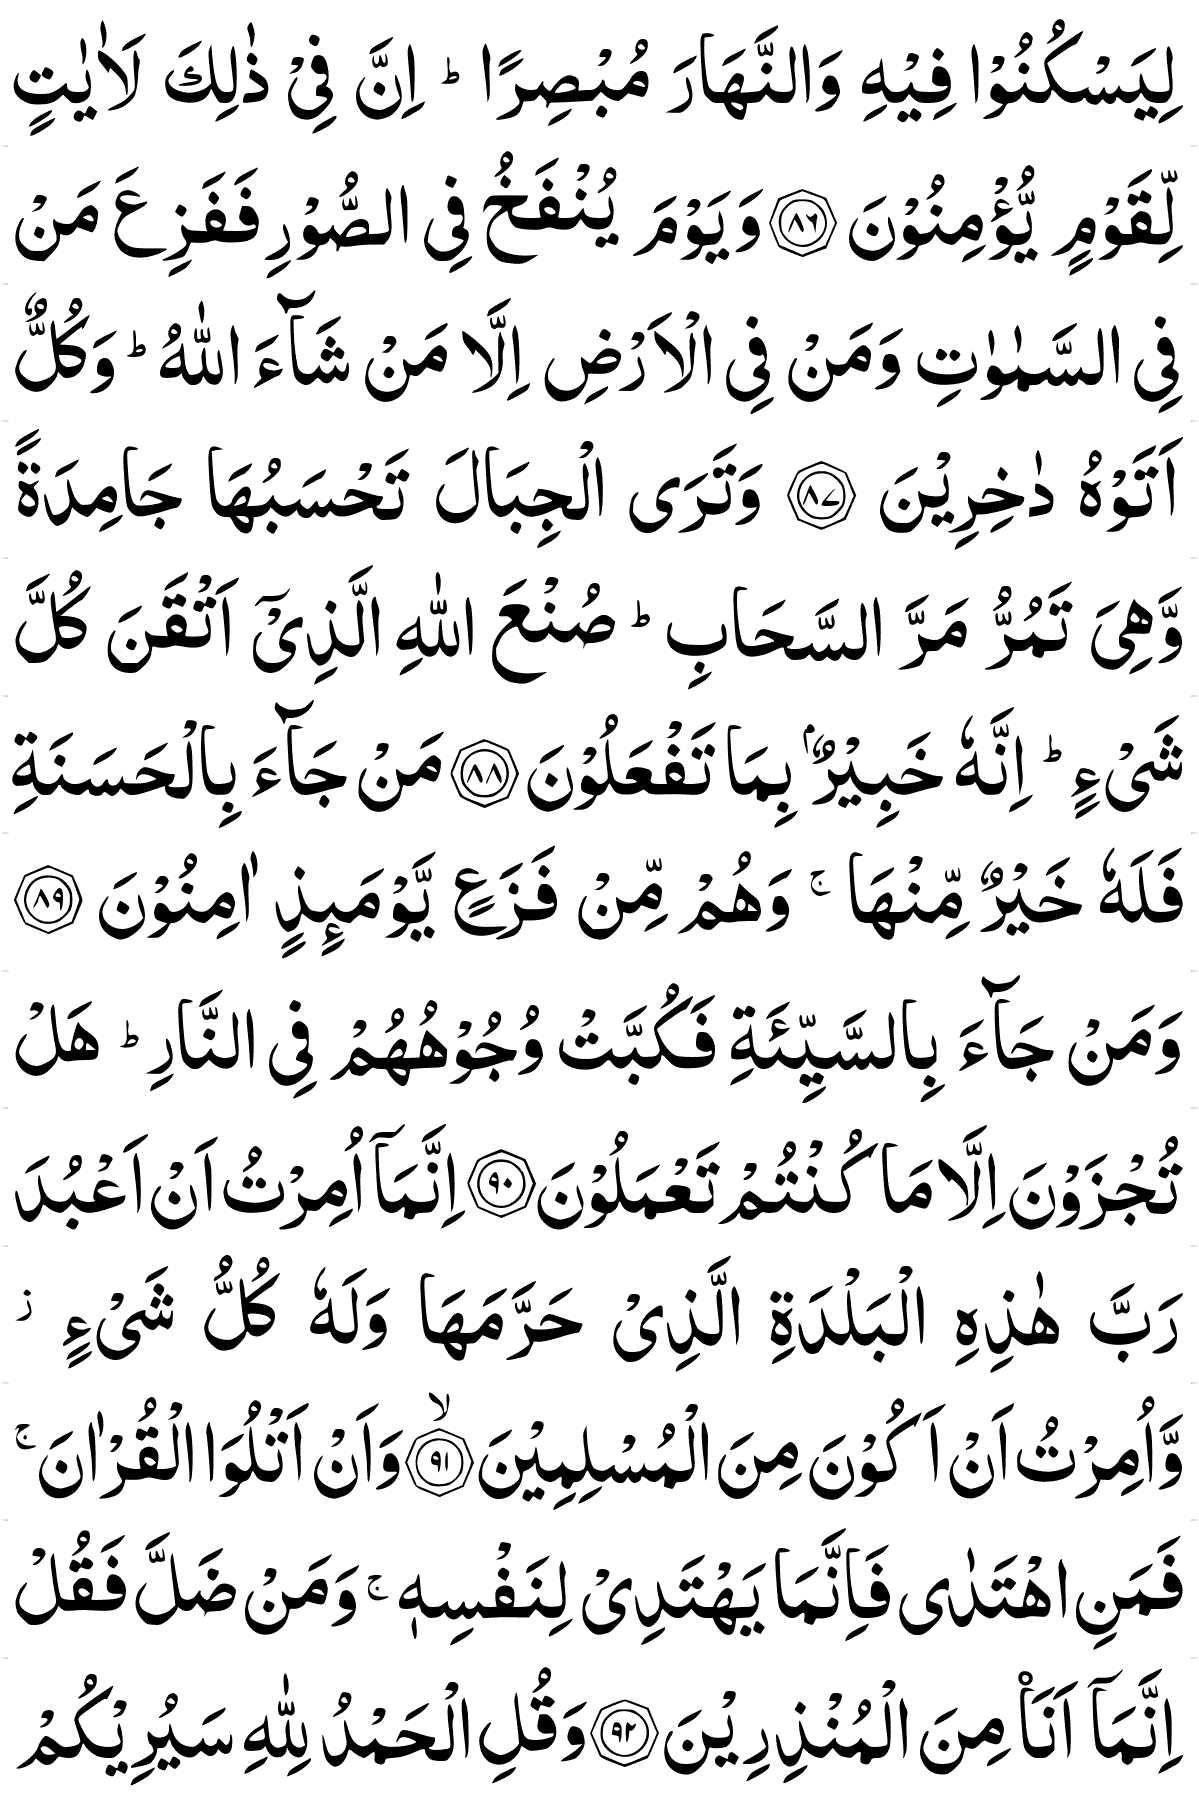 لِيَسْكُنُوْا فِيْهِ وَالنَّهَارَ مُبْصِرًا ؕ اِنَّ فِيْ ذٰلِكَ لَاٰيٰتٍ
لِّقَوْمٍ يُّؤْمِنُوْنَ ۝۸۶ وَيَوْمَ يُنْفَخُ فِي الصُّوْرِ فَفَزِعَ مَنْ
فِي السَّمٰوٰتِ وَمَنْ فِي الْاَرْضِ اِلَّا مَنْ شَآءَ اللّٰهُ ؕ وَكُلٌّ
اَتَوْهُ دٰخِرِيْنَ ۝۸۷ وَتَرَى الْجِبَالَ تَحْسَبُهَا جَامِدَةً
وَّهِيَ تَمُرُّ مَرَّ السَّحَابِ ؕ صُنْعَ اللّٰهِ الَّذِيْۤ اَتْقَنَ كُلَّ
شَيْءٍ ؕ اِنَّهٗ خَبِيْرٌۢ بِمَا تَفْعَلُوْنَ ۝۸۸ مَنْ جَآءَ بِالْحَسَنَةِ
فَلَهٗ خَيْرٌ مِّنْهَا ۚ وَهُمْ مِّنْ فَزَعٍ يَّوْمَىِٕذٍ اٰمِنُوْنَ ۝۸۹
وَمَنْ جَآءَ بِالسَّيِّئَةِ فَكُبَّتْ وُجُوْهُهُمْ فِي النَّارِ ؕ هَلْ
تُجْزَوْنَ اِلَّا مَا كُنْتُمْ تَعْمَلُوْنَ ۝۹۰ اِنَّمَاۤ اُمِرْتُ اَنْ اَعْبُدَ
رَبَّ هٰذِهِ الْبَلْدَةِ الَّذِيْ حَرَّمَهَا وَلَهٗ كُلُّ شَيْءٍ ز
وَّاُمِرْتُ اَنْ اَكُوْنَ مِنَ الْمُسْلِمِيْنَ ۝۹۱ۙ وَاَنْ اَتْلُوَا الْقُرْاٰنَ ۚ
فَمَنِ اهْتَدٰى فَاِنَّمَا يَهْتَدِيْ لِنَفْسِهٖ ۚ وَمَنْ ضَلَّ فَقُلْ
اِنَّمَاۤ اَنَا۠ مِنَ الْمُنْذِرِيْنَ ۝۹۲ وَقُلِ الْحَمْدُ لِلّٰهِ سَيُرِيْكُمْ